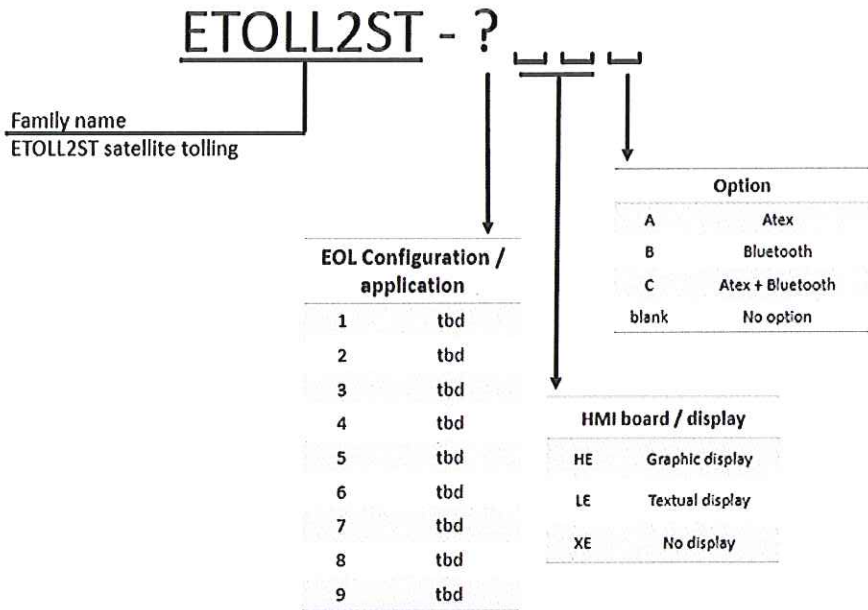 ETOLL2ST - ?
Family name
ETOLL2ST satellite tolling
Option
A Atex
B Bluetooth
C Atex + Bluetooth
blank No option
EOL Configuration /
application
1 tbd
2 tbd
3 tbd
4 tbd
5 tbd
6 tbd
7 tbd
8 tbd
9 tbd
HMI board / display
HE Graphic display
LE Textual display
XE No display